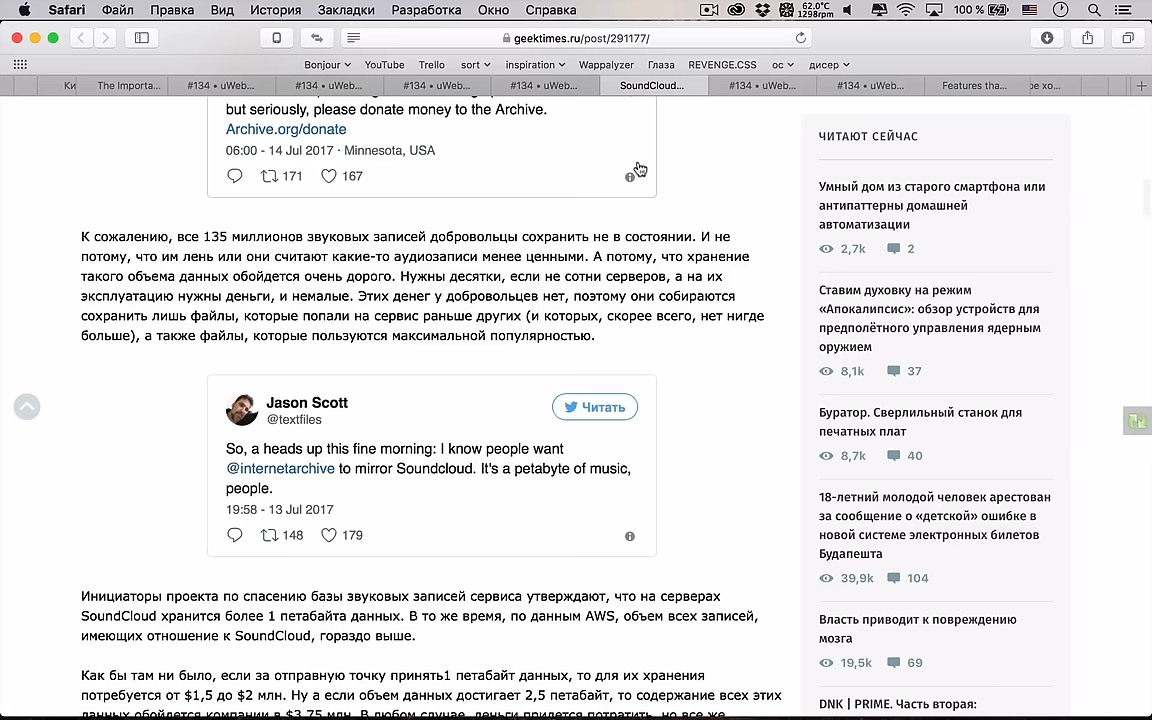 Safari Файл Правка Вид История Закладки Разработка Окно Справка 62.0°C 1298rpm 100 %
geektimes.ru/post/291177/
Bonjour YouTube Trello sort inspiration Wappalyzer Глаза REVENGE.CSS ос дисер
Ки The Importa... #134 • uWeb... #134 • uWeb... #134 • uWeb... #134 • uWeb... SoundCloud... #134 • uWeb... #134 • uWeb... Features tha...
but seriously, please donate money to the Archive.
Archive.org/donate
06:00 - 14 Jul 2017 · Minnesota, USA
171 167
К сожалению, все 135 миллионов звуковых записей добровольцы сохранить не в состоянии. И не
потому, что им лень или они считают какие-то аудиозаписи менее ценными. А потому, что хранение
такого объема данных обойдется очень дорого. Нужны десятки, если не сотни серверов, а на их
эксплуатацию нужны деньги, и немалые. Этих денег у добровольцев нет, поэтому они собираются
сохранить лишь файлы, которые попали на сервис раньше других (и которых, скорее всего, нет нигде
больше), а также файлы, которые пользуются максимальной популярностью.
Jason Scott
@textfiles
Читать
So, a heads up this fine morning: I know people want
@internetarchive to mirror Soundcloud. It's a petabyte of music,
people.
19:58 - 13 Jul 2017
148 179
Инициаторы проекта по спасению базы звуковых записей сервиса утверждают, что на серверах
SoundCloud хранится более 1 петабайта данных. В то же время, по данным AWS, объем всех записей,
имеющих отношение к SoundCloud, гораздо выше.
Как бы там ни было, если за отправную точку принять1 петабайт данных, то для их хранения
потребуется от $1,5 до $2 млн. Ну а если объем данных достигает 2,5 петабайт, то содержание всех этих
данных обойдется компании в $3,75 млн. В любом случае, деньги придется потратить, но все же
ЧИТАЮТ СЕЙЧАС
Умный дом из старого смартфона или
антипаттерны домашней
автоматизации
2,7k 2
Ставим духовку на режим
«Апокалипсис»: обзор устройств для
предполётного управления ядерным
оружием
8,1k 37
Буратор. Сверлильный станок для
печатных плат
8,7k 40
18-летний молодой человек арестован
за сообщение о «детской» ошибке в
новой системе электронных билетов
Будапешта
39,9k 104
Власть приводит к повреждению
мозга
19,5k 69
DNK | PRIME. Часть вторая: